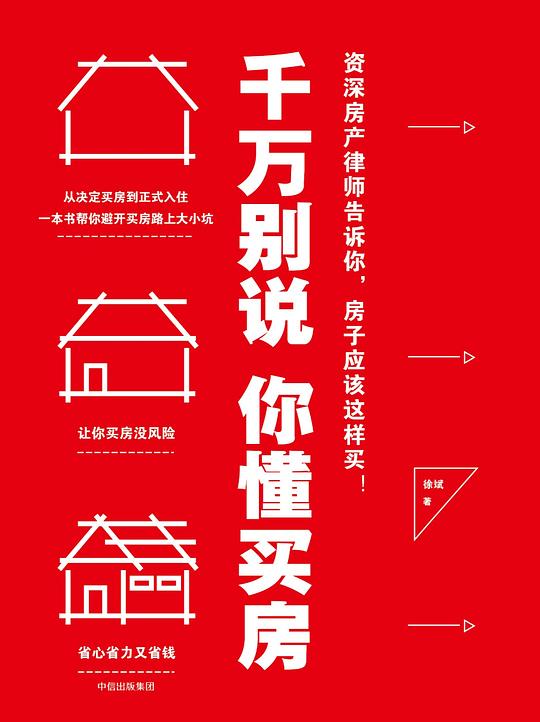 千万别说 你懂买房
资深房产律师告诉你，房子应该这样买！
从决定买房到正式入住
一本书帮你避开买房路上大小坑
让你买房没风险
省心省力又省钱
徐斌
著
中信出版集团